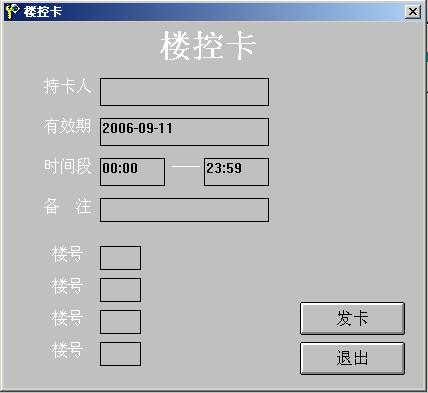 楼控卡
楼控卡
持卡人
有效期 2006-09-11
时间段 00:00 —— 23:59
备 注
楼号
楼号
楼号
楼号
发卡
退出